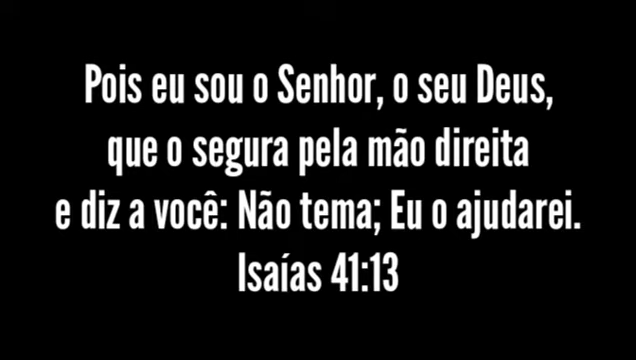 Pois eu sou o Senhor, o seu Deus,
que o segura pela mão direita
e diz a você: Não tema; Eu o ajudarei.
Isaías 41:13